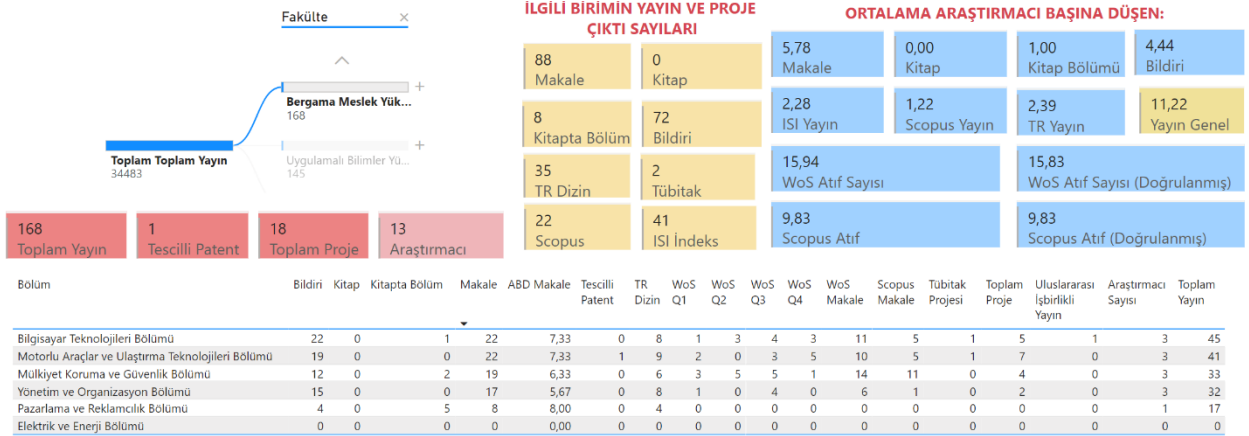 Fakülte
Bergama Meslek Yük...
168
Toplam Toplam Yayın
34483
Uygulamalı Bilimler Yü...
145
168
Toplam Yayın
1
Tescilli Patent
18
Toplam Proje
13
Araştırmacı
İLGİLİ BİRİMİN YAYIN VE PROJE
ÇIKTI SAYILARI
88
Makale
0
Kitap
8
Kitapta Bölüm
72
Bildiri
35
TR Dizin
2
Tübitak
22
Scopus
41
ISI İndeks
ORTALAMA ARAŞTIRMACI BAŞINA DÜŞEN:
5,78
Makale
0,00
Kitap
1,00
Kitap Bölümü
4,44
Bildiri
2,28
ISI Yayın
1,22
Scopus Yayın
2,39
TR Yayın
11,22
Yayın Genel
15,94
WoS Atıf Sayısı
15,83
WoS Atıf Sayısı (Doğrulanmış)
9,83
Scopus Atıf
9,83
Scopus Atıf (Doğrulanmış)
Bölüm Bildiri Kitap Kitapta Bölüm Makale ABD Makale Tescilli Patent TR Dizin WoS Q1 WoS Q2 WoS Q3 WoS Q4 WoS Makale Scopus Makale Tübitak Projesi Toplam Proje Uluslararası İşbirlikli Yayın Araştırmacı Sayısı Toplam Yayın
Bilgisayar Teknolojileri Bölümü 22 0 1 22 7,33 0 8 1 3 4 3 11 5 1 5 1 3 45
Motorlu Araçlar ve Ulaştırma Teknolojileri Bölümü 19 0 0 22 7,33 1 9 2 0 3 5 10 5 1 7 0 3 41
Mülkiyet Koruma ve Güvenlik Bölümü 12 0 2 19 6,33 0 6 3 5 5 1 14 11 0 4 0 3 33
Yönetim ve Organizasyon Bölümü 15 0 0 17 5,67 0 8 1 0 4 0 6 1 0 2 0 3 32
Pazarlama ve Reklamcılık Bölümü 4 0 5 8 8,00 0 4 0 0 0 0 0 0 0 0 0 1 17
Elektrik ve Enerji Bölümü 0 0 0 0 0,00 0 0 0 0 0 0 0 0 0 0 0 0 0